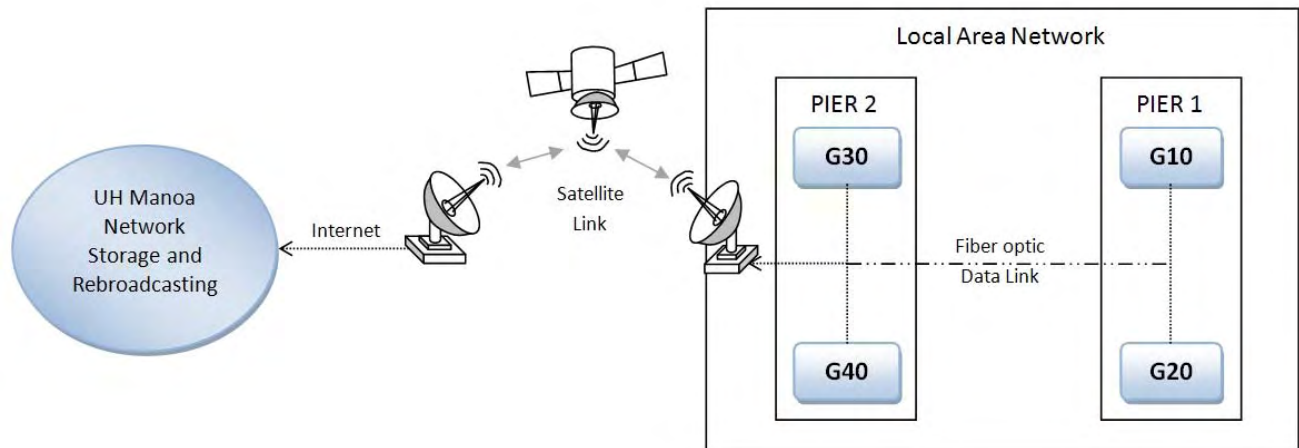 Local Area Network
PIER 2
PIER 1
G30
G10
UH Manoa
Network
Storage and
Rebroadcasting
Internet
Satellite
Link
Fiber optic
Data Link
G40
G20